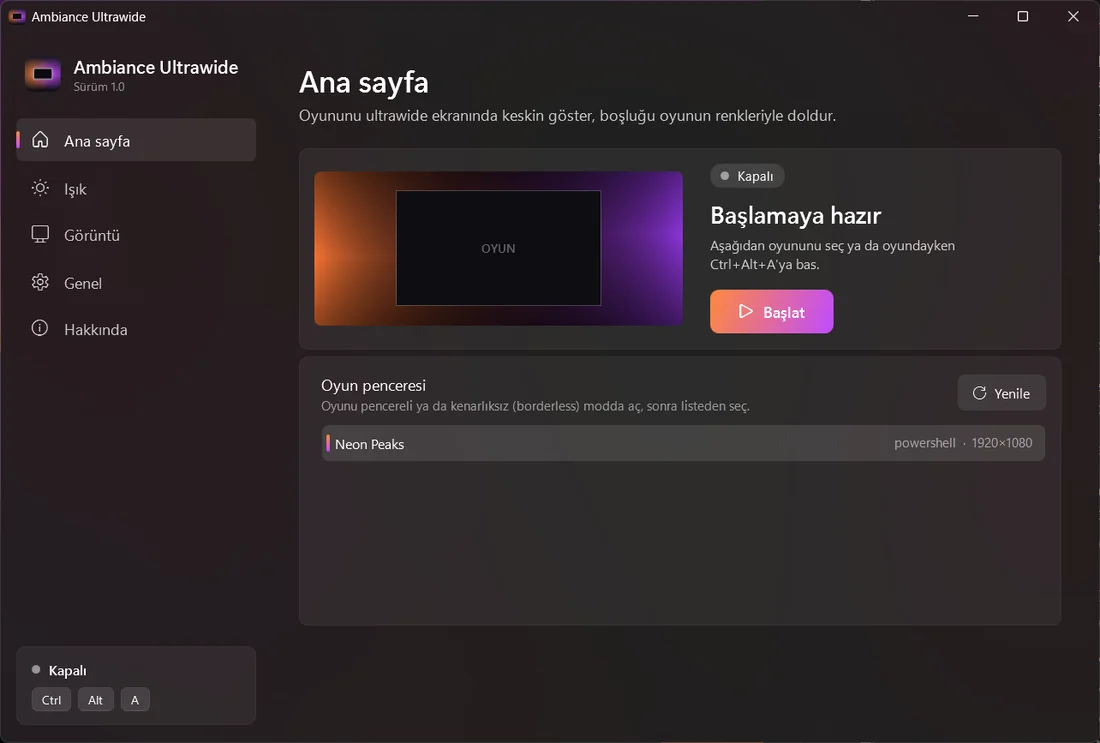 Ambiance Ultrawide
Ambiance Ultrawide
Sürüm 1.0
Ana sayfa
Işık
Görüntü
Genel
Hakkında
Kapalı
Ctrl Alt A
Ana sayfa
Oyununu ultrawide ekranında keskin göster, boşluğu oyunun renkleriyle doldur.
OYUN
Kapalı
Başlamaya hazır
Aşağıdan oyununu seç ya da oyundayken
Ctrl+Alt+A'ya bas.
Başlat
Oyun penceresi
Oyunu pencereli ya da kenarlıksız (borderless) modda aç, sonra listeden seç.
Yenile
Neon Peaks powershell · 1920×1080